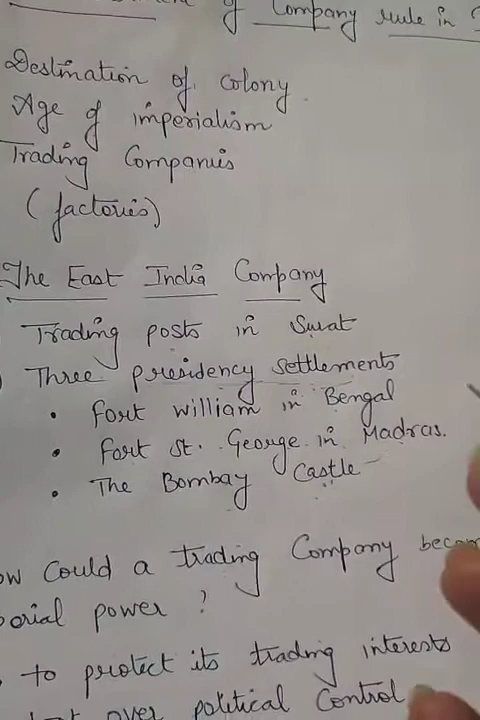 of Company rule in
Destination of colony.
Age of imperialism
Trading Companies
(factories)
The East India Company
Trading posts in Surat
Three presidency settlements
• Fort William in Bengal
• Fort St. George in Madras.
• The Bombay Castle
Could a trading Company
power ?
to protect its trading interests
over political Control